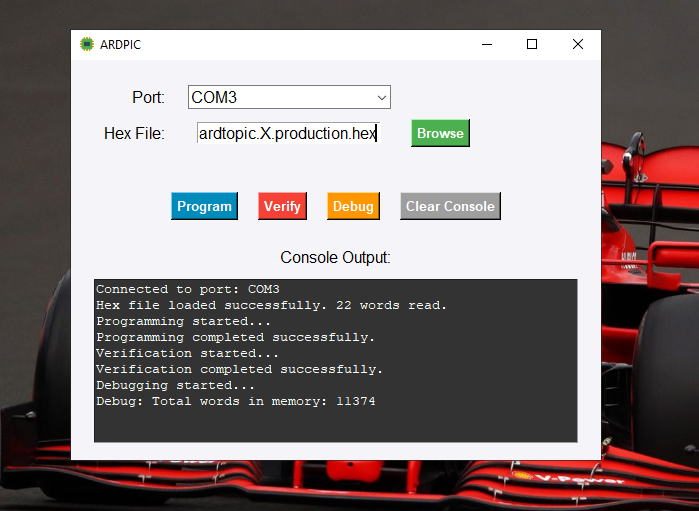 ARDPIC
Port: COM3
Hex File: ardtopic.X.production.hex Browse
Program Verify Debug Clear Console
Console Output:
Connected to port: COM3
Hex file loaded successfully. 22 words read.
Programming started...
Programming completed successfully.
Verification started...
Verification completed successfully.
Debugging started...
Debug: Total words in memory: 11374
V-Power